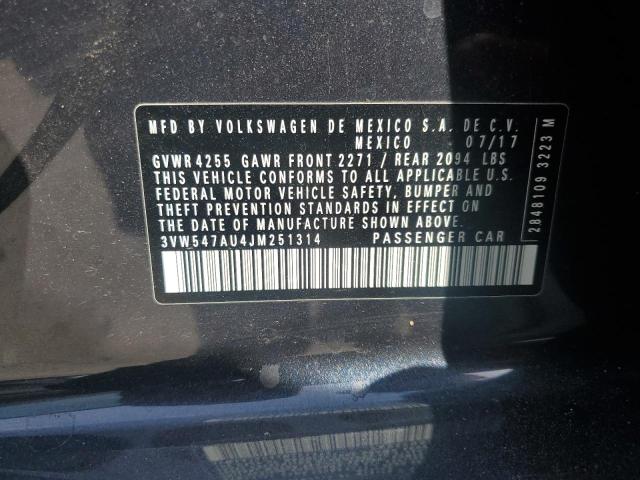 MFD BY VOLKSWAGEN DE MEXICO S.A. DE C.V.
MEXICO - 07/17
GVWR 4255 GAWR FRONT 2271 / REAR 2094 LBS
THIS VEHICLE CONFORMS TO ALL APPLICABLE U.S.
FEDERAL MOTOR VEHICLE SAFETY, BUMPER AND
THEFT PREVENTION STANDARDS IN EFFECT ON
THE DATE OF MANUFACTURE SHOWN ABOVE.
3VW547AU4JM251314 PASSENGER CAR
2848109 3223 M